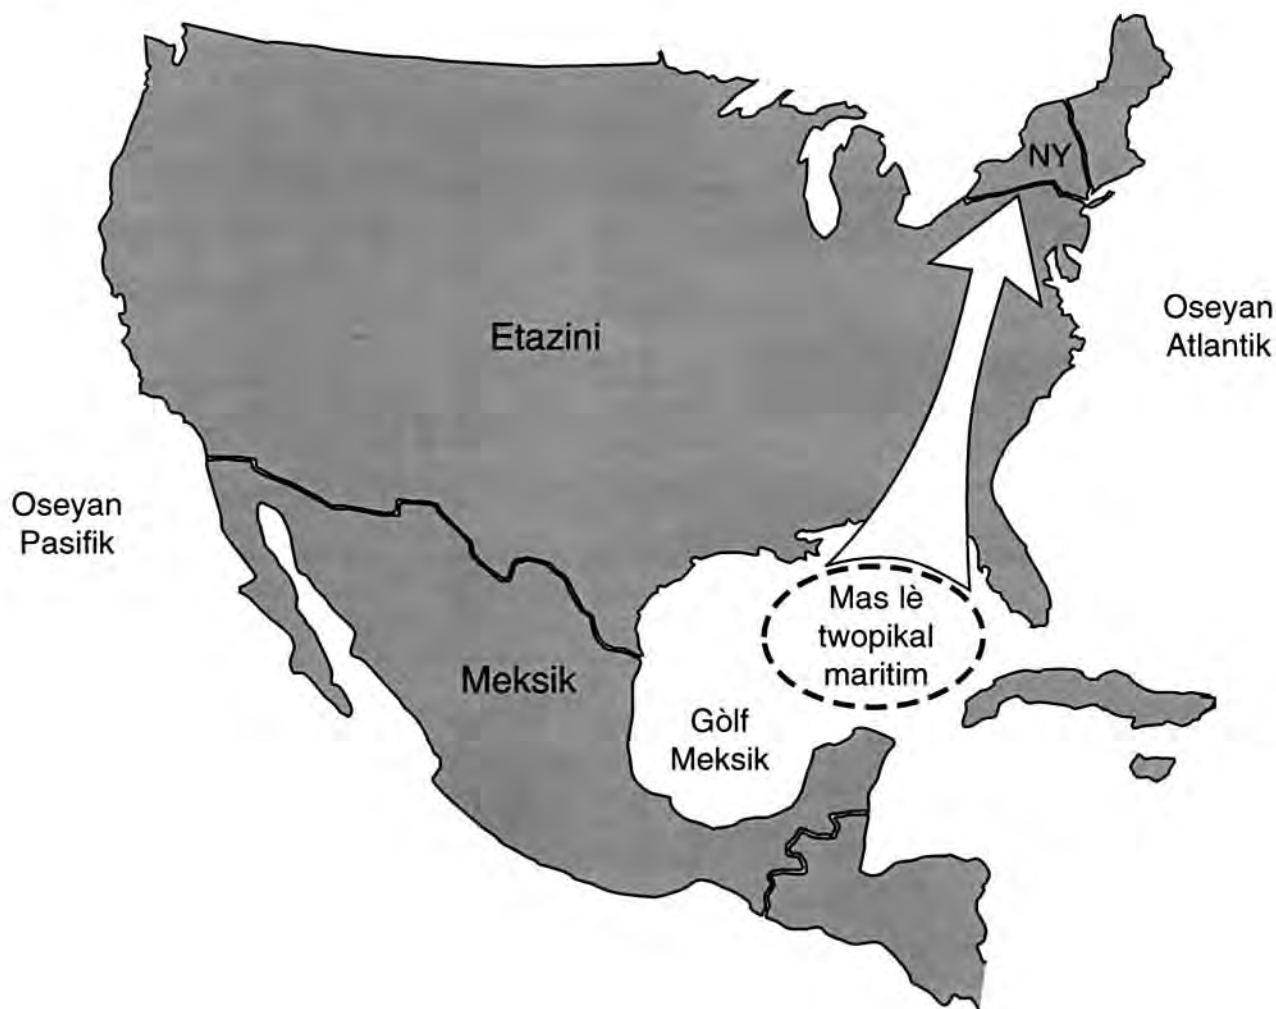 NY
Etazini
Oseyan
Atlantik
Oseyan
Pasifik
Mas lè
twopikal
maritim
Meksik
Gòlf
Meksik